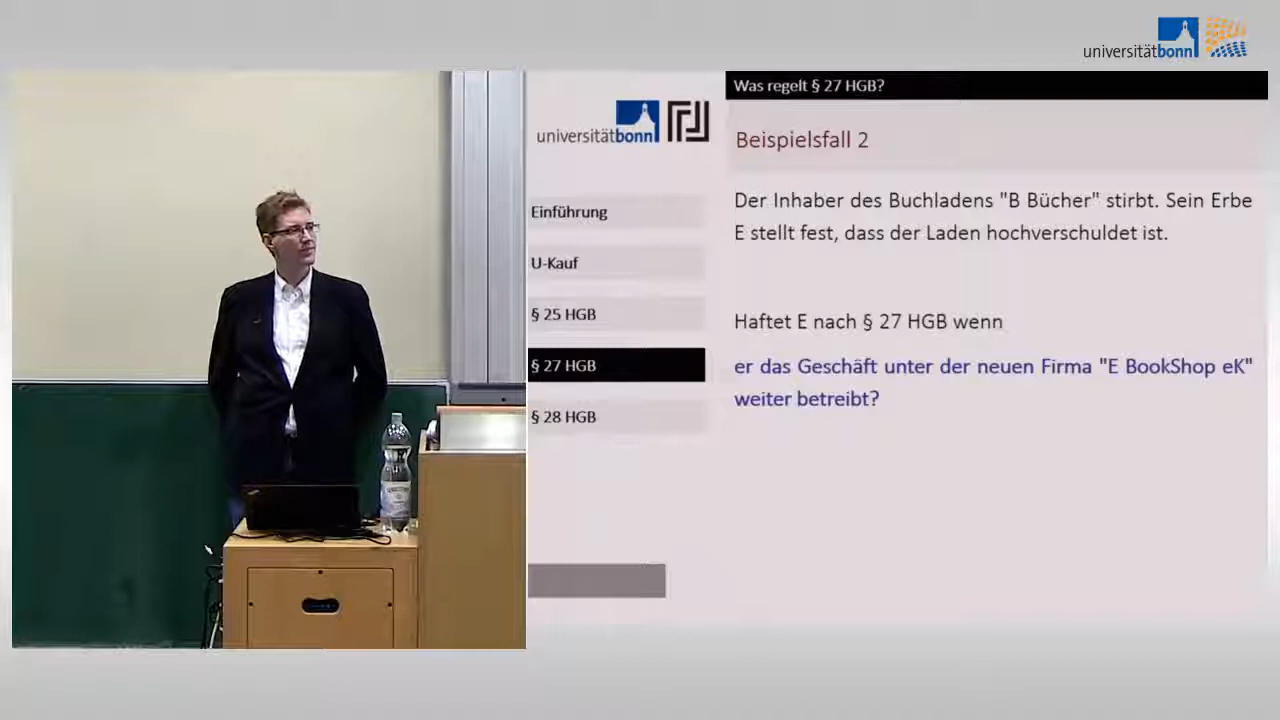 universitätbonn
Was regelt § 27 HGB?
universitätbonn
Beispielsfall 2
Der Inhaber des Buchladens "B Bücher" stirbt. Sein Erbe
E stellt fest, dass der Laden hochverschuldet ist.
Haftet E nach § 27 HGB wenn
er das Geschäft unter der neuen Firma "E BookShop eK"
weiter betreibt?
Einführung
U-Kauf
§ 25 HGB
§ 27 HGB
§ 28 HGB